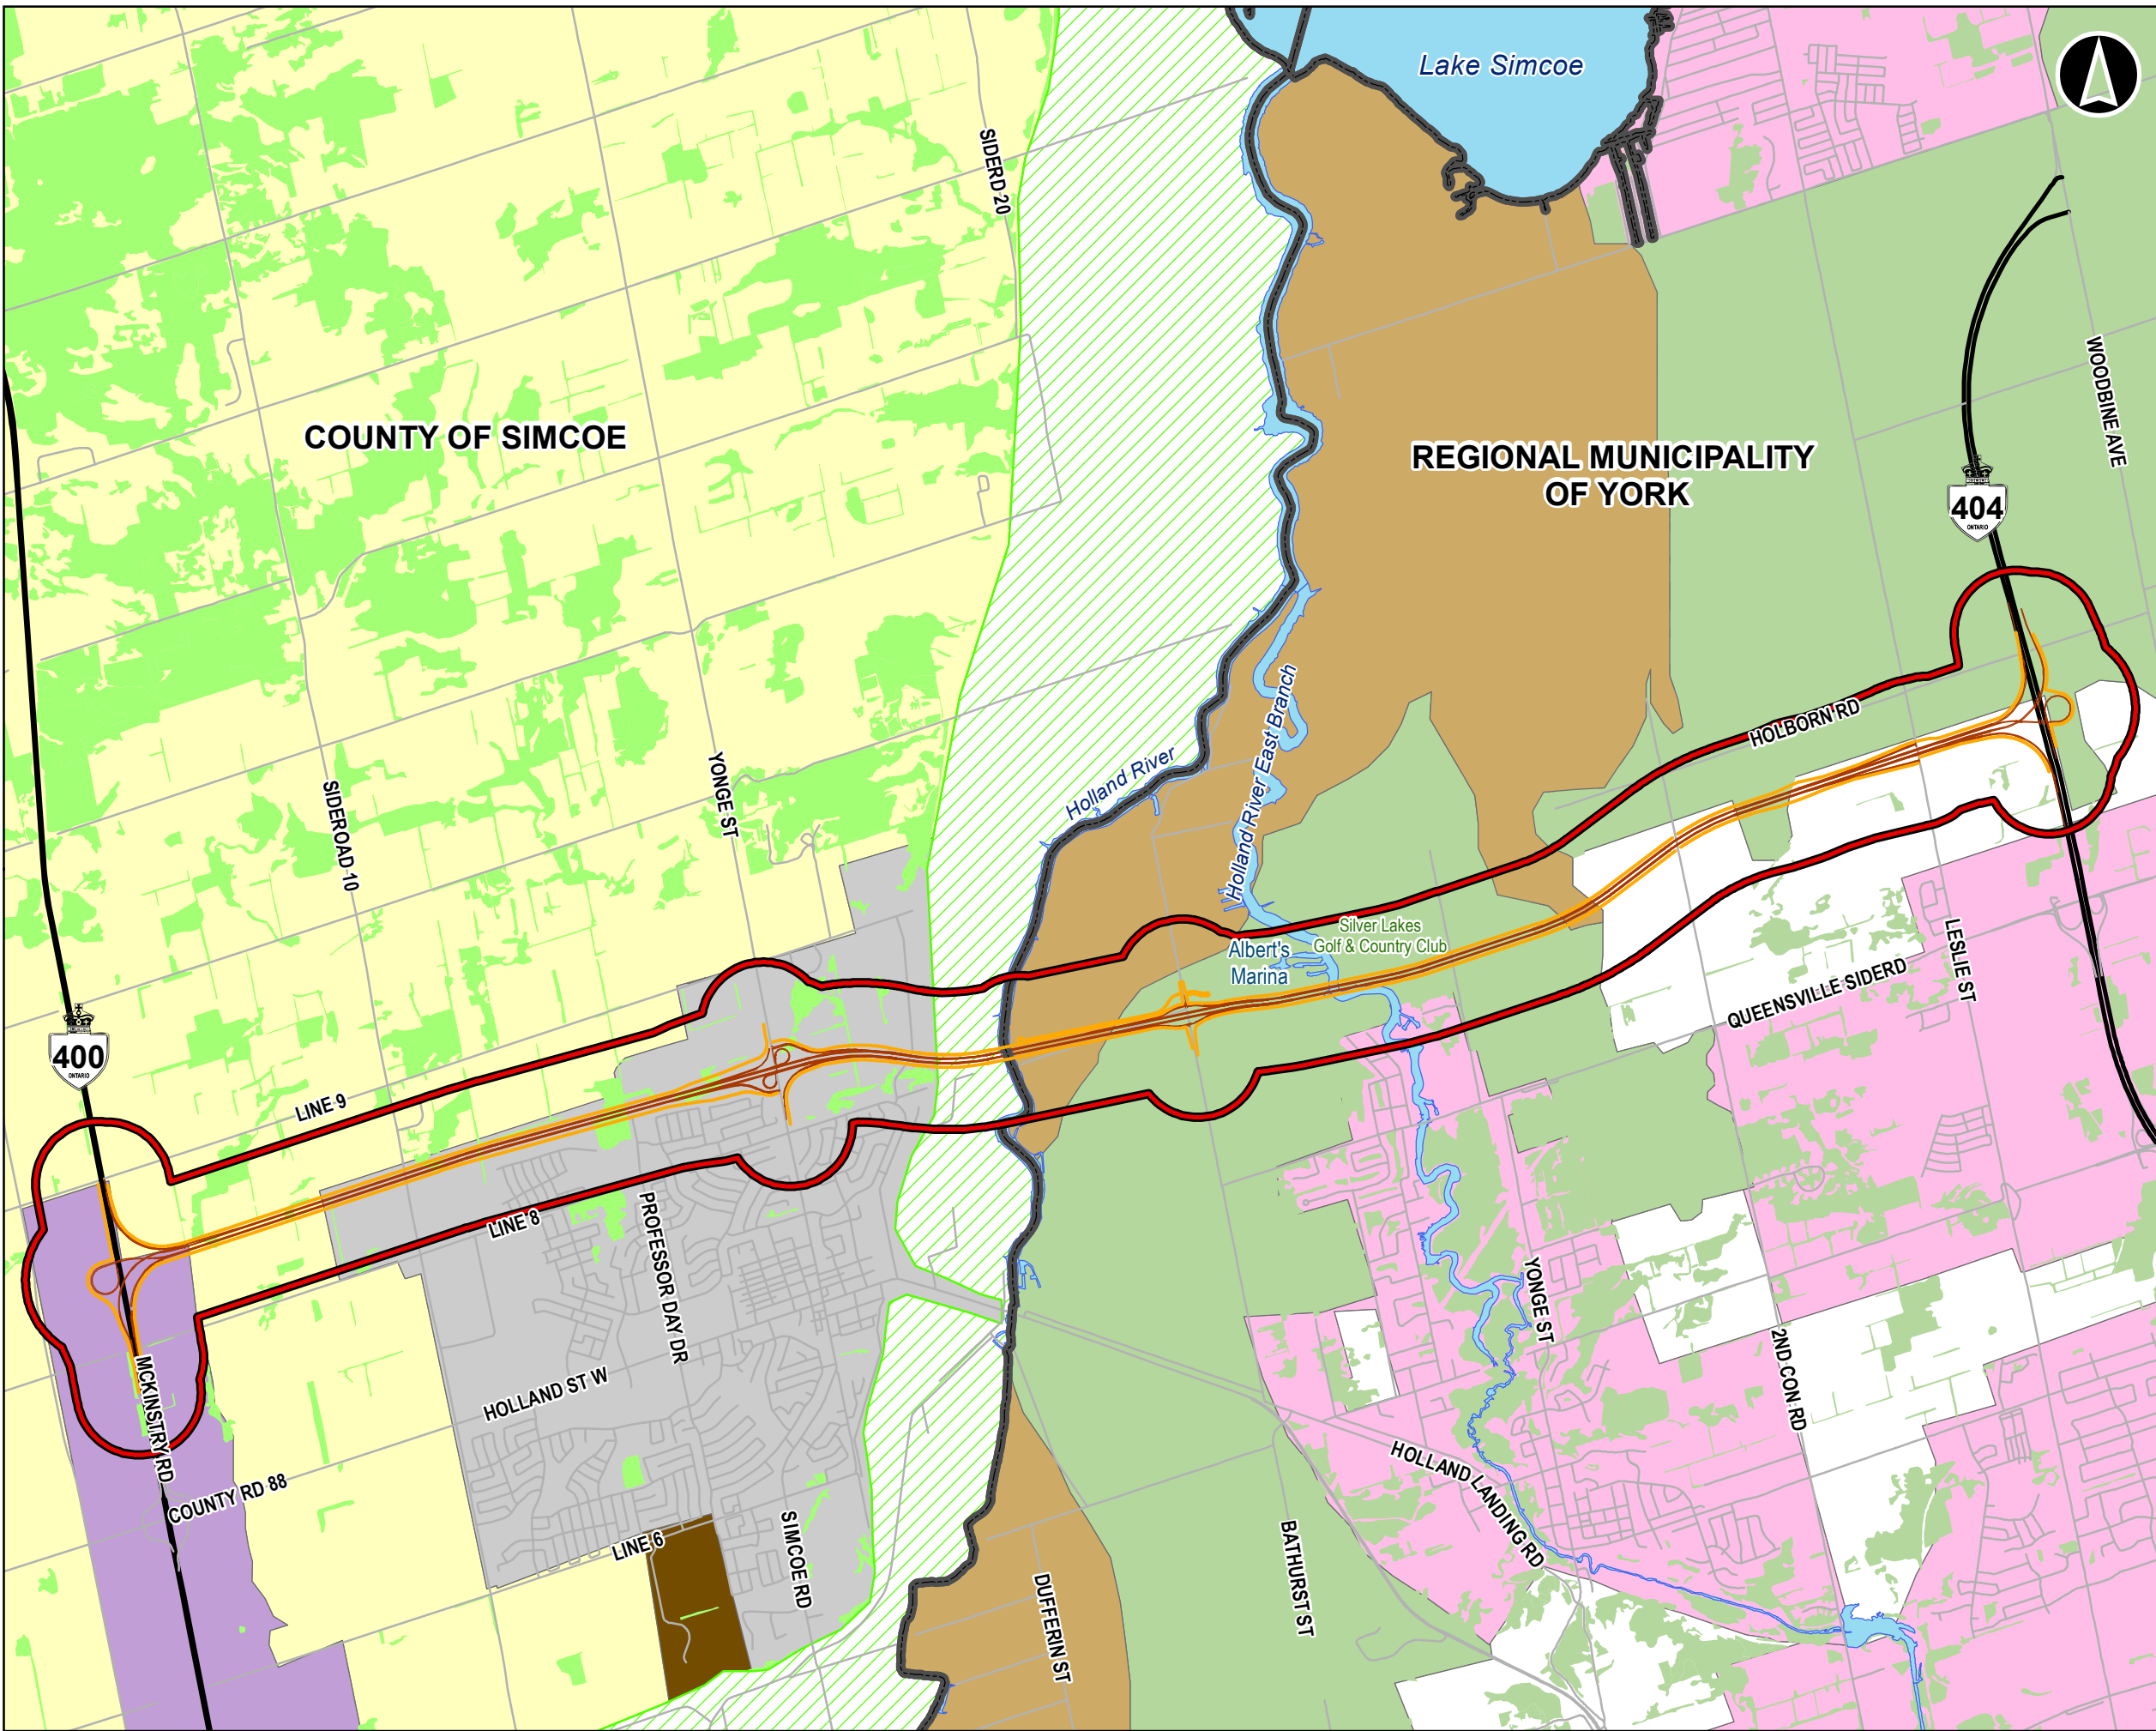 Lake Simcoe
SIDERD 20
WOODBINE AVE
COUNTY OF SIMCOE
REGIONAL MUNICIPALITY
OF YORK
404
ONTARIO
HOLBORN RD
Holland River East Branch
Holland River
YONGE ST
SIDEROAD 10
Silver Lakes
Golf & Country Club
Albert's
Marina
LESLIE ST
QUEENSVILLE SIDERD
400
ONTARIO
LINE 9
LINE 8
PROFESSOR DAY DR
YONGE ST
2ND CON RD
HOLLAND ST W
MCKINSTRY RD
COUNTY RD 88
HOLLAND LANDING RD
LINE 6
SIMCOE RD
BATHURST ST
DUFFERIN ST